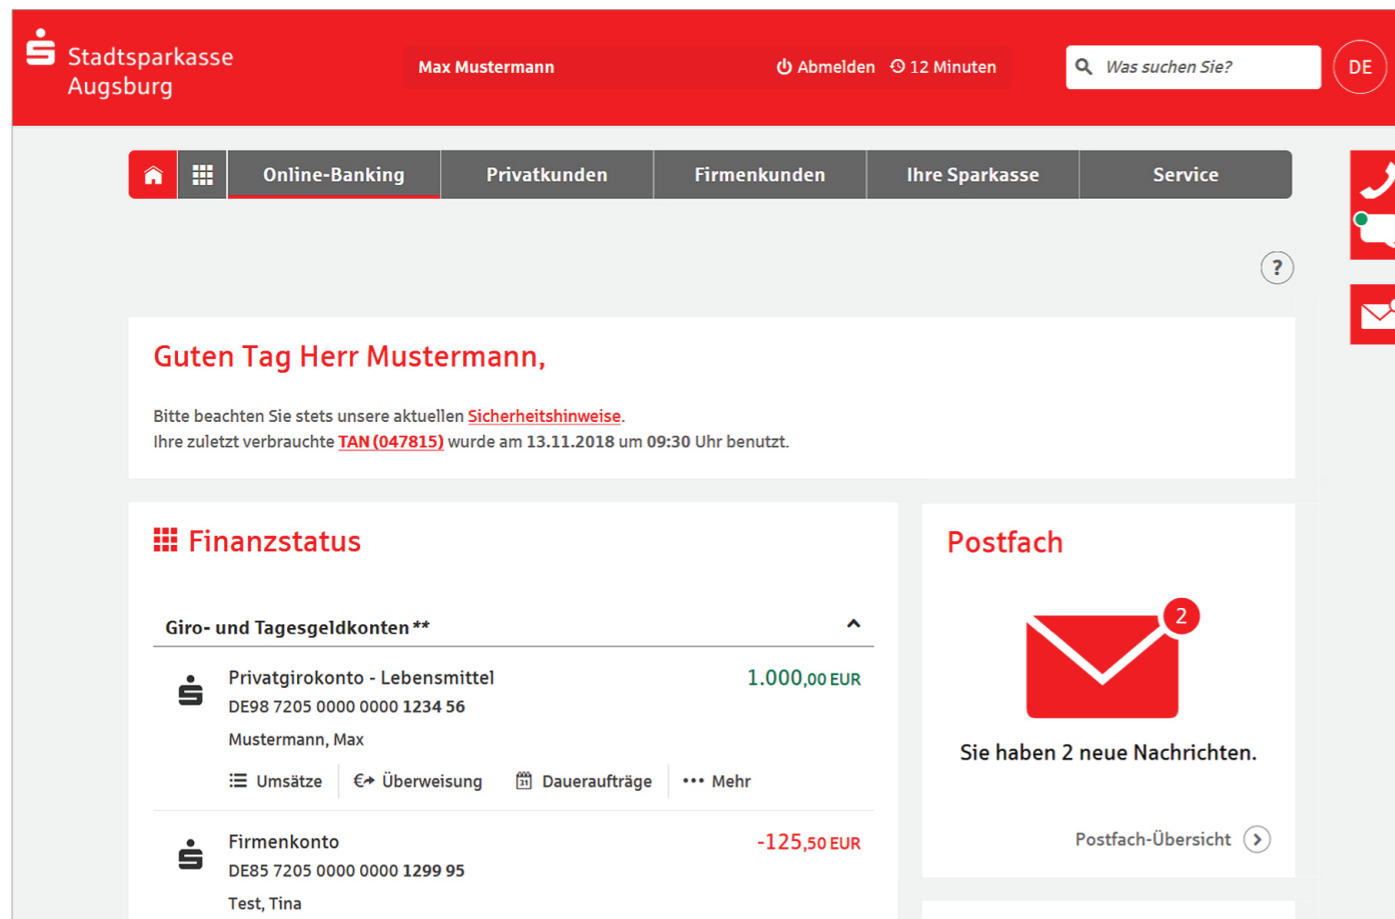 Stadtsparkasse
Augsburg
Max Mustermann
Abmelden 12 Minuten
Was suchen Sie?
DE
Online-Banking Privatkunden Firmenkunden Ihre Sparkasse Service
?
Guten Tag Herr Mustermann,
Bitte beachten Sie stets unsere aktuellen Sicherheitshinweise.
Ihre zuletzt verbrauchte TAN (047815) wurde am 13.11.2018 um 09:30 Uhr benutzt.
Finanzstatus
Giro- und Tagesgeldkonten**
Privatgirokonto - Lebensmittel 1.000,00 EUR
DE98 7205 0000 0000 1234 56
Mustermann, Max
Umsätze €→ Überweisung 31 Daueraufträge ••• Mehr
Firmenkonto -125,50 EUR
DE85 7205 0000 0000 1299 95
Test, Tina
Postfach
2
Sie haben 2 neue Nachrichten.
Postfach-Übersicht